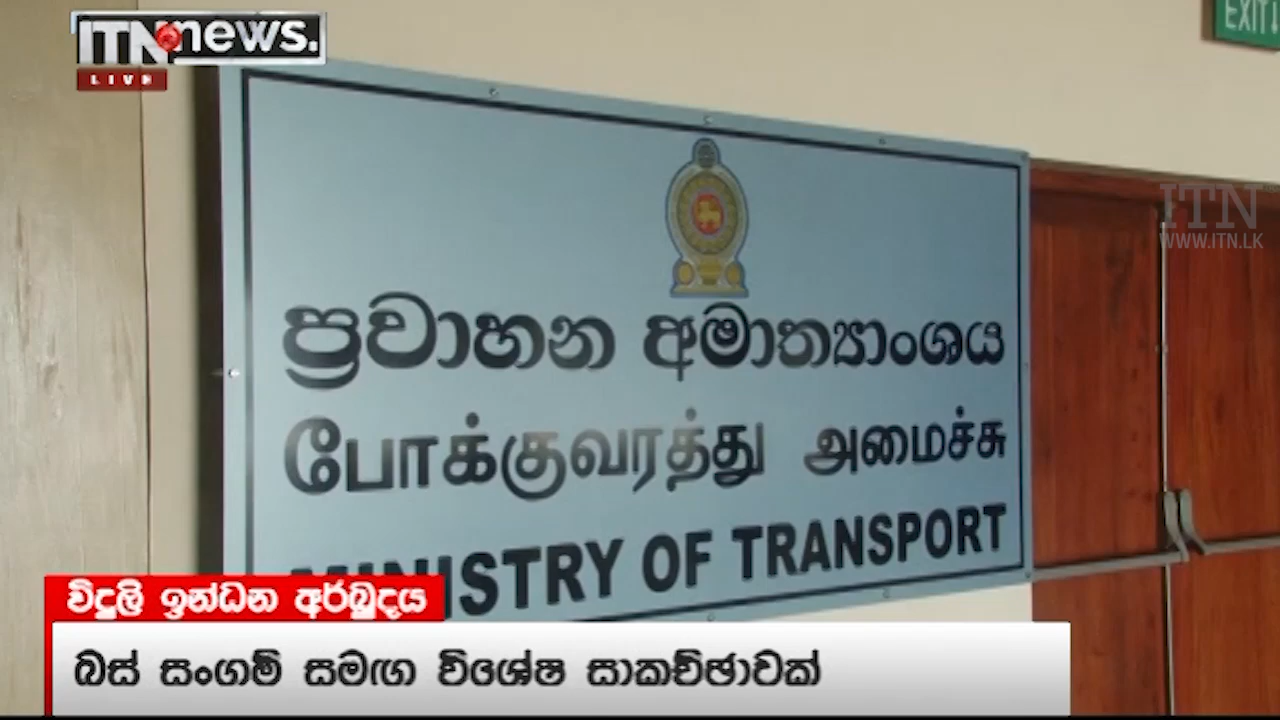 ITN news.
LIVE
EXIT
ITN
WWW.ITN.LK
ප්‍රවාහන අමාත්‍යාංශය
போக்குவரத்து அமைச்சு
MINISTRY OF TRANSPORT
විදුලි ඉන්ධන අර්බුදය
බස් සංගම් සමඟ විශේෂ සාකච්ඡාවක්